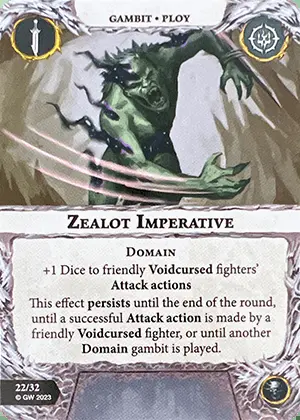 GAMBIT • PLOY
ZEALOT IMPERATIVE
DOMAIN
+1 Dice to friendly Voidcursed fighters'
Attack actions
This effect persists until the end of the round,
until a successful Attack action is made by a
friendly Voidcursed fighter, or until another
Domain gambit is played.
22/32
© GW 2023